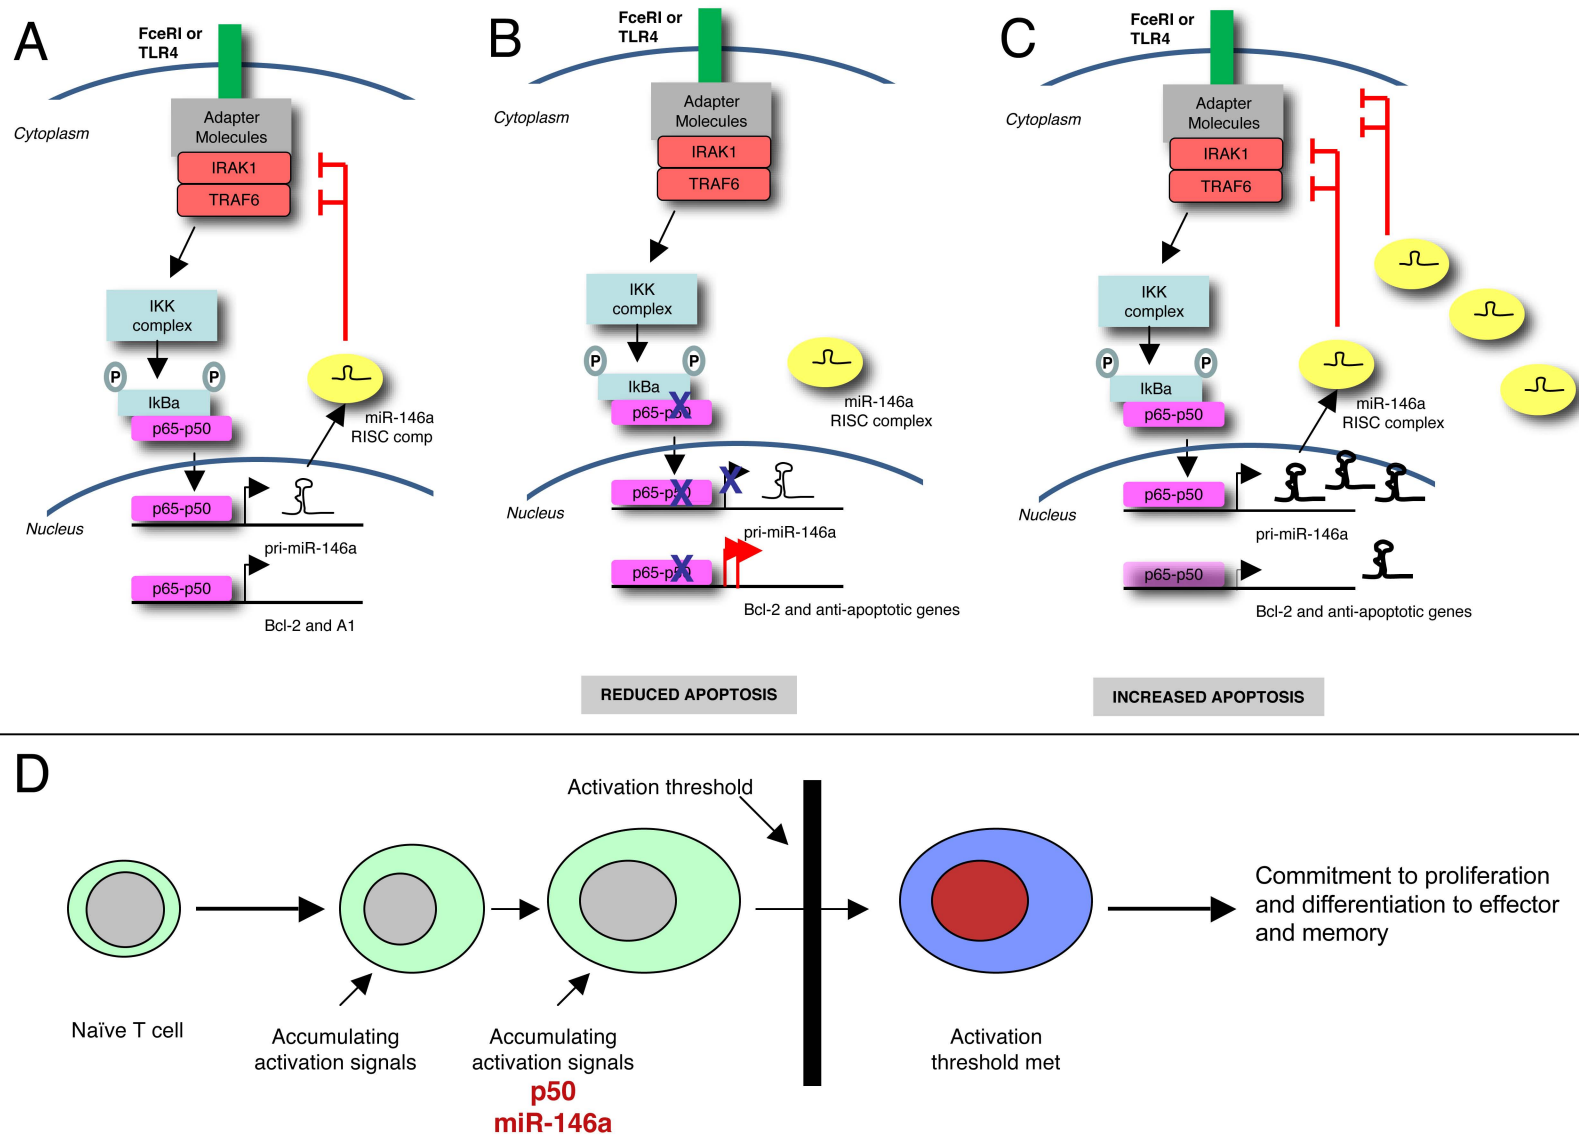 A
FceRI or
TLR4
Cytoplasm
Adapter
Molecules
IRAK1
TRAF6
IKK
complex
P
P
IkBa
p65-p50
miR-146a
RISC comp
Nucleus
p65-p50
pri-miR-146a
p65-p50
Bcl-2 and A1
B
FceRI or
TLR4
Cytoplasm
Adapter
Molecules
IRAK1
TRAF6
IKK
complex
P
P
IkBa
p65-p50
X
miR-146a
RISC complex
Nucleus
p65-p50
X
X
pri-miR-146a
p65-p50
X
Bcl-2 and anti-apoptotic genes
REDUCED APOPTOSIS
C
FceRI or
TLR4
Cytoplasm
Adapter
Molecules
IRAK1
TRAF6
IKK
complex
P
P
IkBa
p65-p50
miR-146a
RISC complex
Nucleus
p65-p50
pri-miR-146a
p65-p50
Bcl-2 and anti-apoptotic genes
INCREASED APOPTOSIS
D
Activation threshold
Naïve T cell
Accumulating
activation signals
Accumulating
activation signals
p50
miR-146a
Activation
threshold met
Commitment to proliferation
and differentiation to effector
and memory